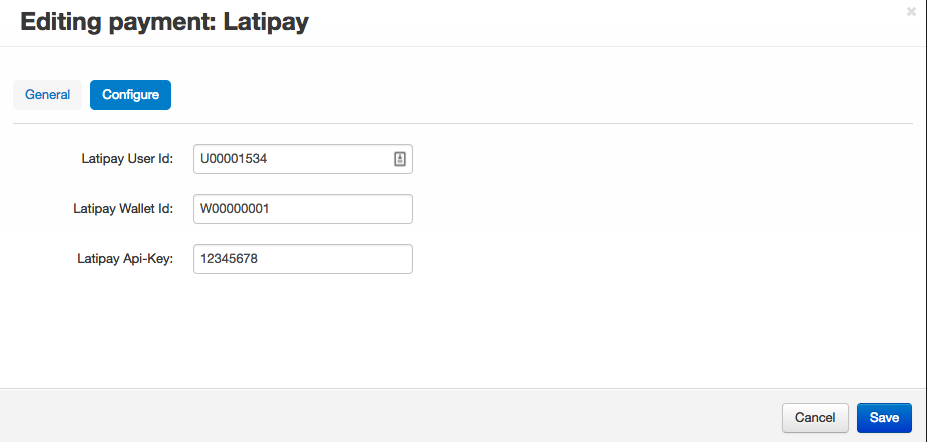 Editing payment: Latipay
General Configure
Latipay User Id: U00001534
Latipay Wallet Id: W00000001
Latipay Api-Key: 12345678
Cancel Save